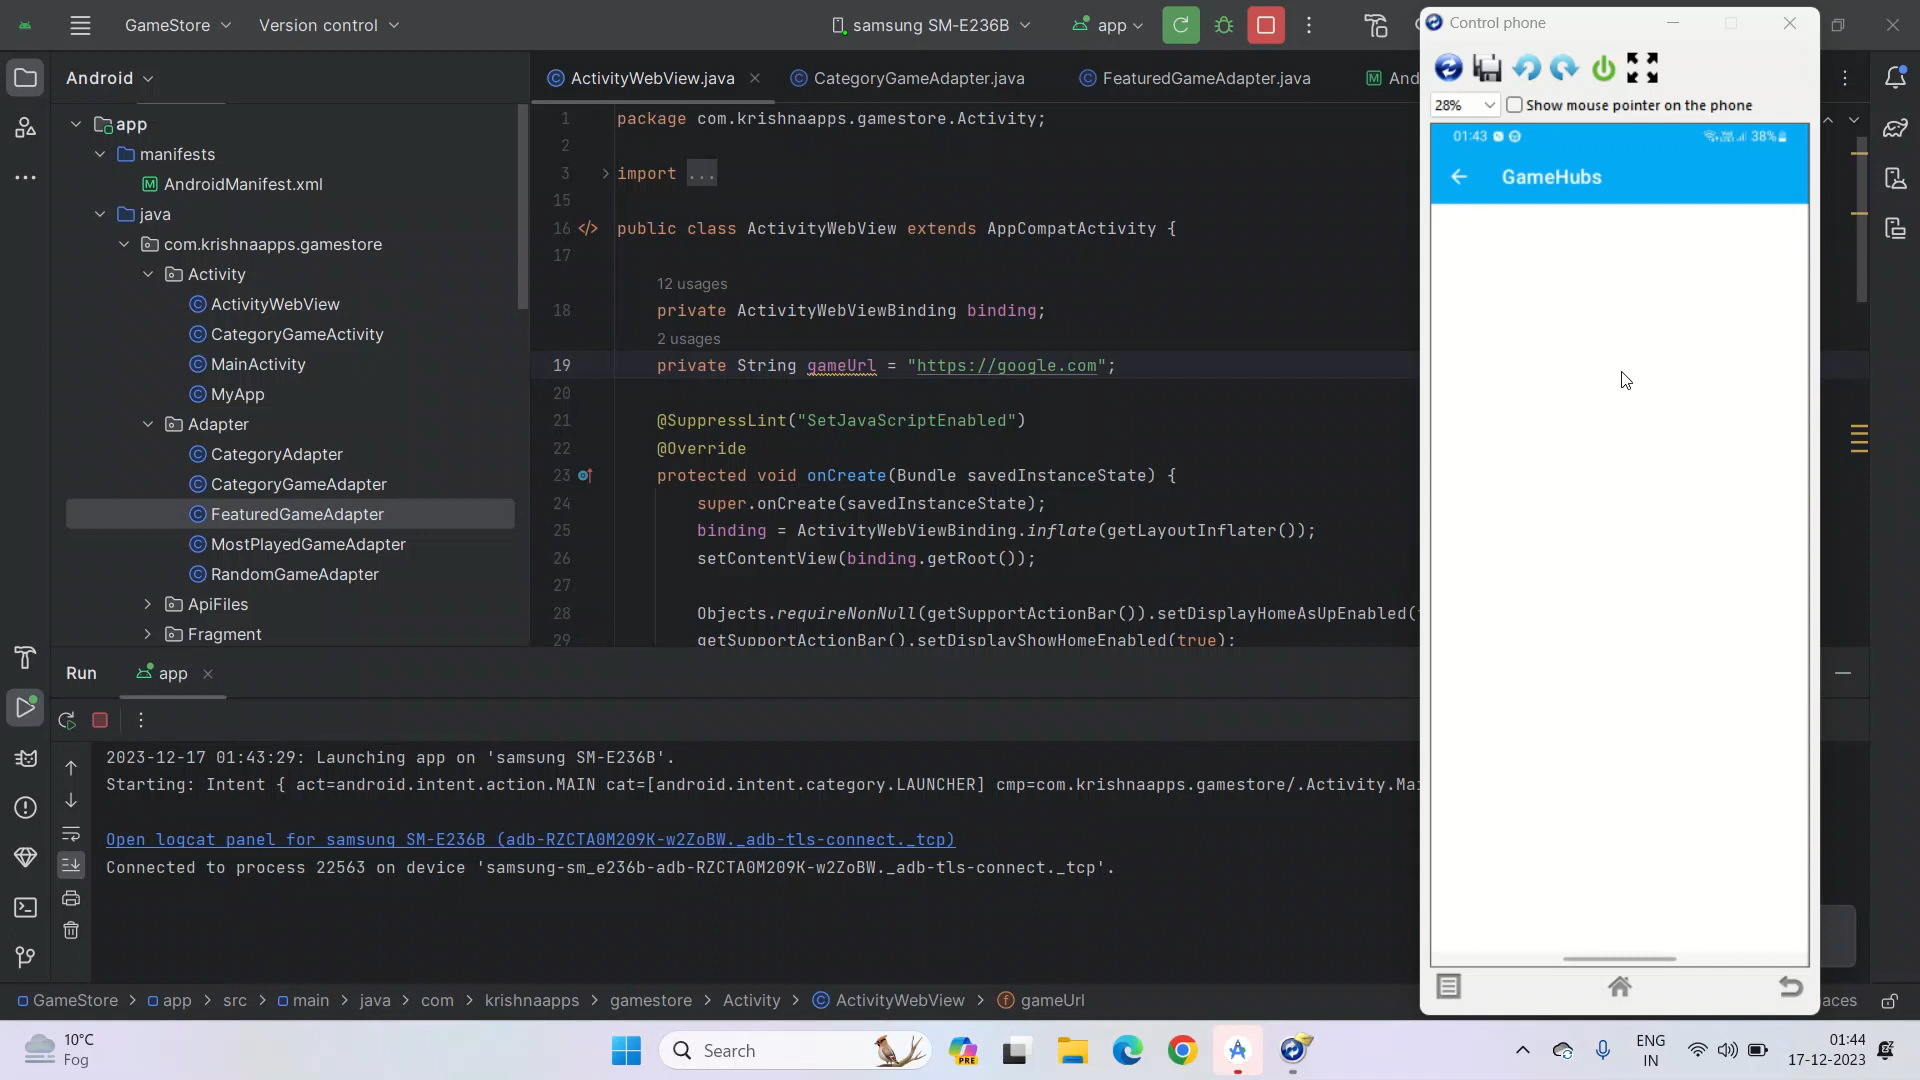 GameStore
Version control
samsung SM-E236B
app
Android
ActivityWebView.java
CategoryGameAdapter.java
FeaturedGameAdapter.java
And
app
manifests
AndroidManifest.xml
java
com.krishnaapps.gamestore
Activity
ActivityWebView
CategoryGameActivity
MainActivity
MyApp
Adapter
CategoryAdapter
CategoryGameAdapter
FeaturedGameAdapter
MostPlayedGameAdapter
RandomGameAdapter
ApiFiles
Fragment
1 package com.krishnaapps.gamestore.Activity;
2
3 import ...
15
16 public class ActivityWebView extends AppCompatActivity {
17
12 usages
18 private ActivityWebViewBinding binding;
2 usages
19 private String gameUrl = "https://google.com";
20
21 @SuppressLint("SetJavaScriptEnabled")
22 @Override
23 protected void onCreate(Bundle savedInstanceState) {
24 super.onCreate(savedInstanceState);
25 binding = ActivityWebViewBinding.inflate(getLayoutInflater());
26 setContentView(binding.getRoot());
27
28 Objects.requireNonNull(getSupportActionBar()).setDisplayHomeAsUpEnabled(
29 getSupportActionBar().setDisplayShowHomeEnabled(true);
Control phone
28%
Show mouse pointer on the phone
01:43
38%
GameHubs
Run
app
2023-12-17 01:43:29: Launching app on 'samsung SM-E236B'.
Starting: Intent { act=android.intent.action.MAIN cat=[android.intent.category.LAUNCHER] cmp=com.krishnaapps.gamestore/.Activity.Mai
Open logcat panel for samsung SM-E236B (adb-RZCTA0M209K-w2ZoBW._adb-tls-connect._tcp)
Connected to process 22563 on device 'samsung-sm_e236b-adb-RZCTA0M209K-w2ZoBW._adb-tls-connect._tcp'.
GameStore > app > src > main > java > com > krishnaapps > gamestore > Activity > ActivityWebView > gameUrl
aces
10°C
Fog
Search
PRE
ENG
IN
01:44
17-12-2023